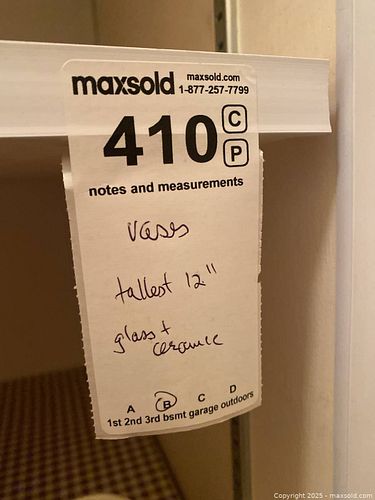 maxsold maxsold.com
1-877-257-7799
410 C
P
notes and measurements
vases
tallest 12"
glass +
ceramic
A B C D
1st 2nd 3rd bsmt garage outdoors
Copyright 2025 - maxsold.com